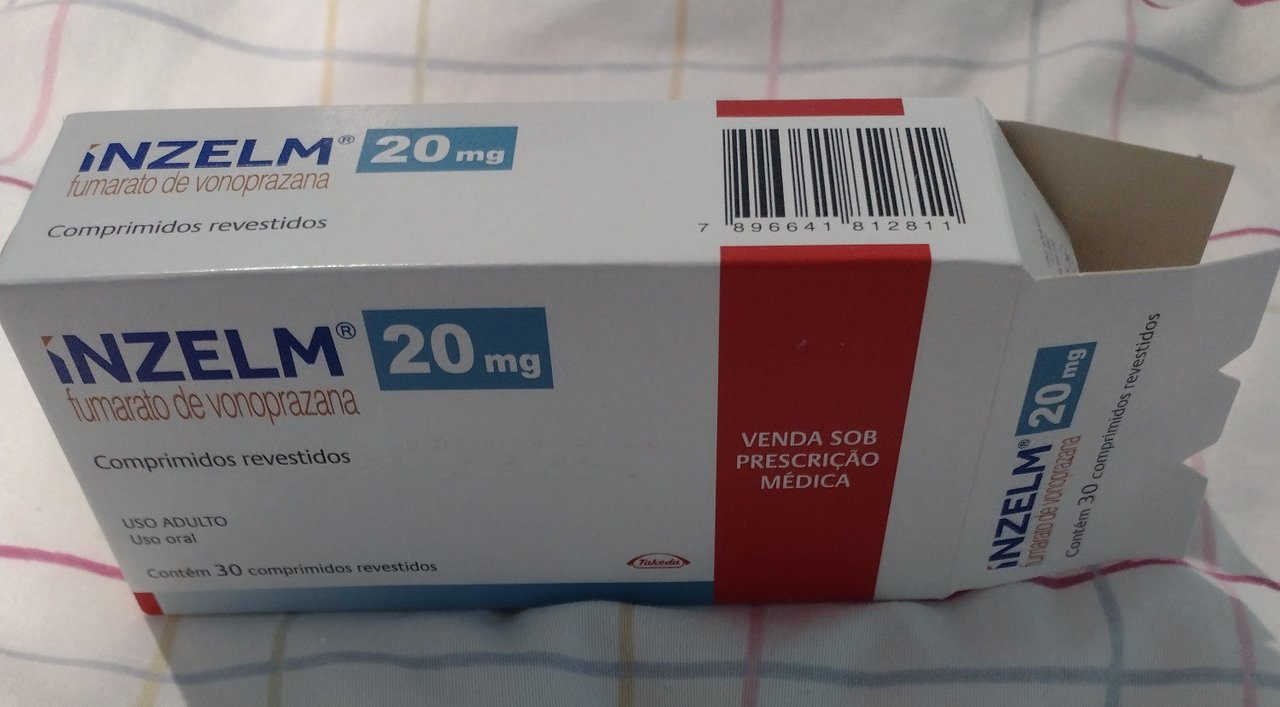 INZELM® 20 mg
fumarato de vonoprazana
Comprimidos revestidos
7 896641 812811
INZELM® 20 mg
fumarato de vonoprazana
Comprimidos revestidos
USO ADULTO
Uso oral
Contém 30 comprimidos revestidos
Takeda
VENDA SOB
PRESCRIÇÃO
MÉDICA
INZELM® 20 mg
fumarato de vonoprazana
Contém 30 comprimidos revestidos